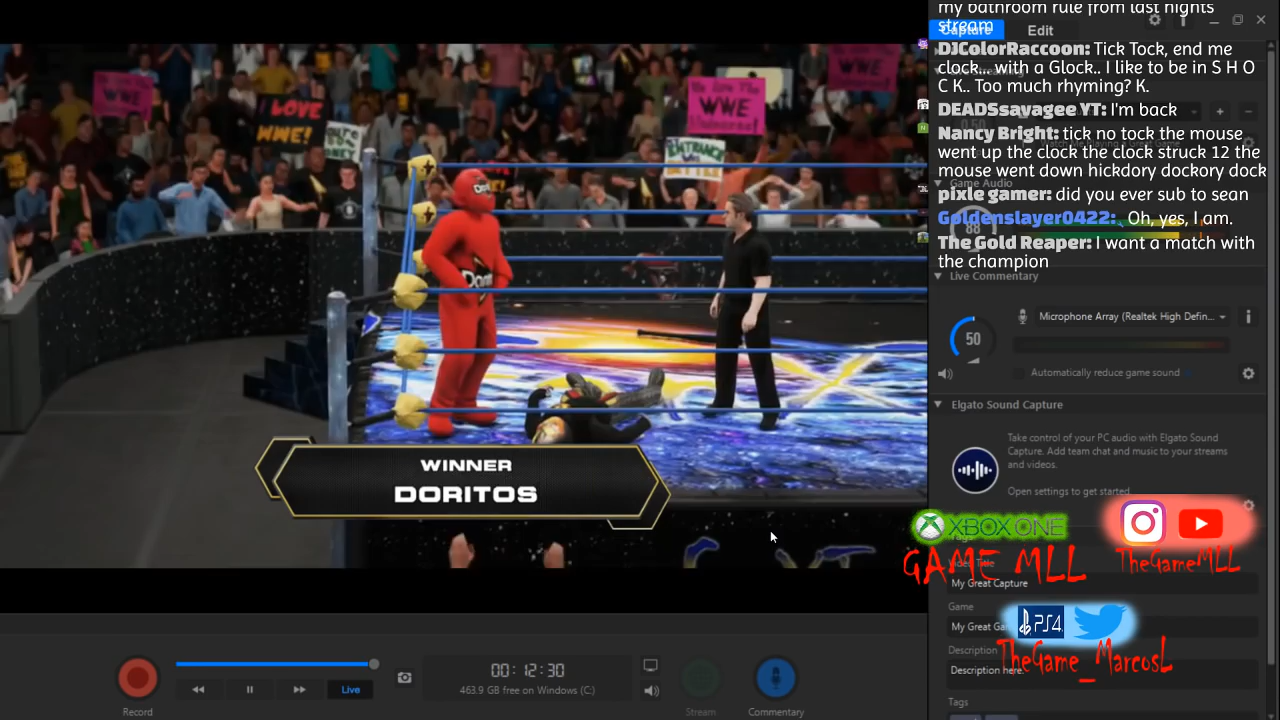 my bathroom rule from last nights
stream
Capture
Edit
DJColorRaccoon: Tick Tock, end me
clock.. with a Glock.. I like to be in S H O
C K.. Too much rhyming? K.
DEADSsavagee YT: I'm back
Nancy Bright: tick no tock the mouse
went up the clock the clock struck 12 the
mouse went down hickdory dockory dock
Game Audio
pixle gamer: did you ever sub to sean
Goldenslayer0422: Oh, yes, I am.
88
The Gold Reaper: I want a match with
the champion
Live Commentary
Microphone Array (Realtek High Defin...
50
Automatically reduce game sound
Elgato Sound Capture
Take control of your PC audio with Elgato Sound
Capture. Add team chat and music to your streams
and videos.
Open settings to get started.
XBOX ONE
GAME MLL
TheGameMLL
My Great Capture
Game
My Great Ga
PS4
Description
TheGame_MarcosL
Description here.
Tags
I LOVE
WWE!
WWE
WINNER
DORITOS
00:12:30
463.9 GB free on Windows (C:)
Live
Record
Stream
Commentary